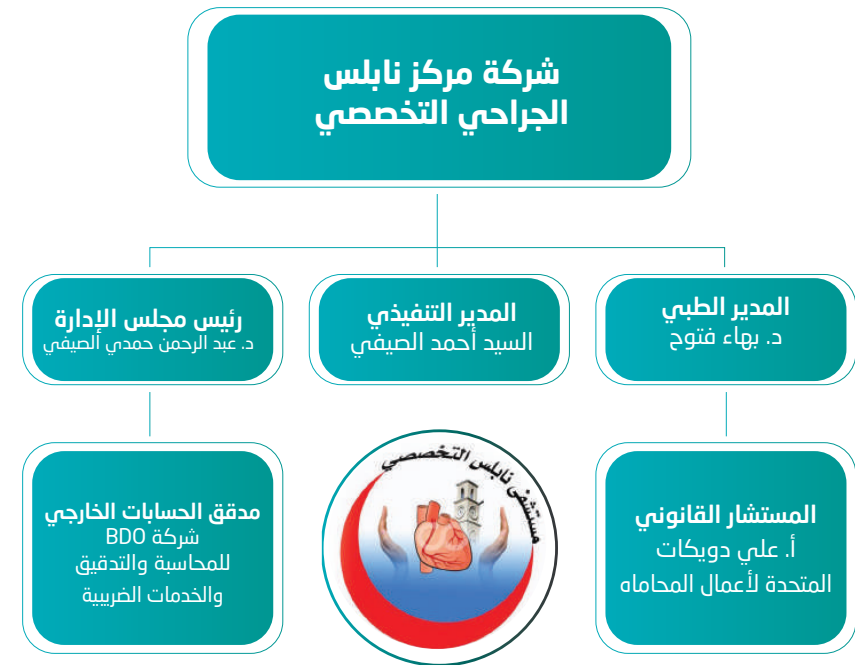 شركة مركز نابلس
الجراحي التخصصي
المدير الطبي
د. بهاء فتوح
المدير التنفيذي
السيد أحمد الصيفي
رئيس مجلس الإدارة
د. عبد الرحمن حمدي الصيفي
المستشار القانوني
أ. علي دويكات
المتحدة لأعمال المحاماه
مستشفى نابلس التخصصي
مدقق الحسابات الخارجي
شركة BDO
للمحاسبة والتدقيق
والخدمات الضريبية